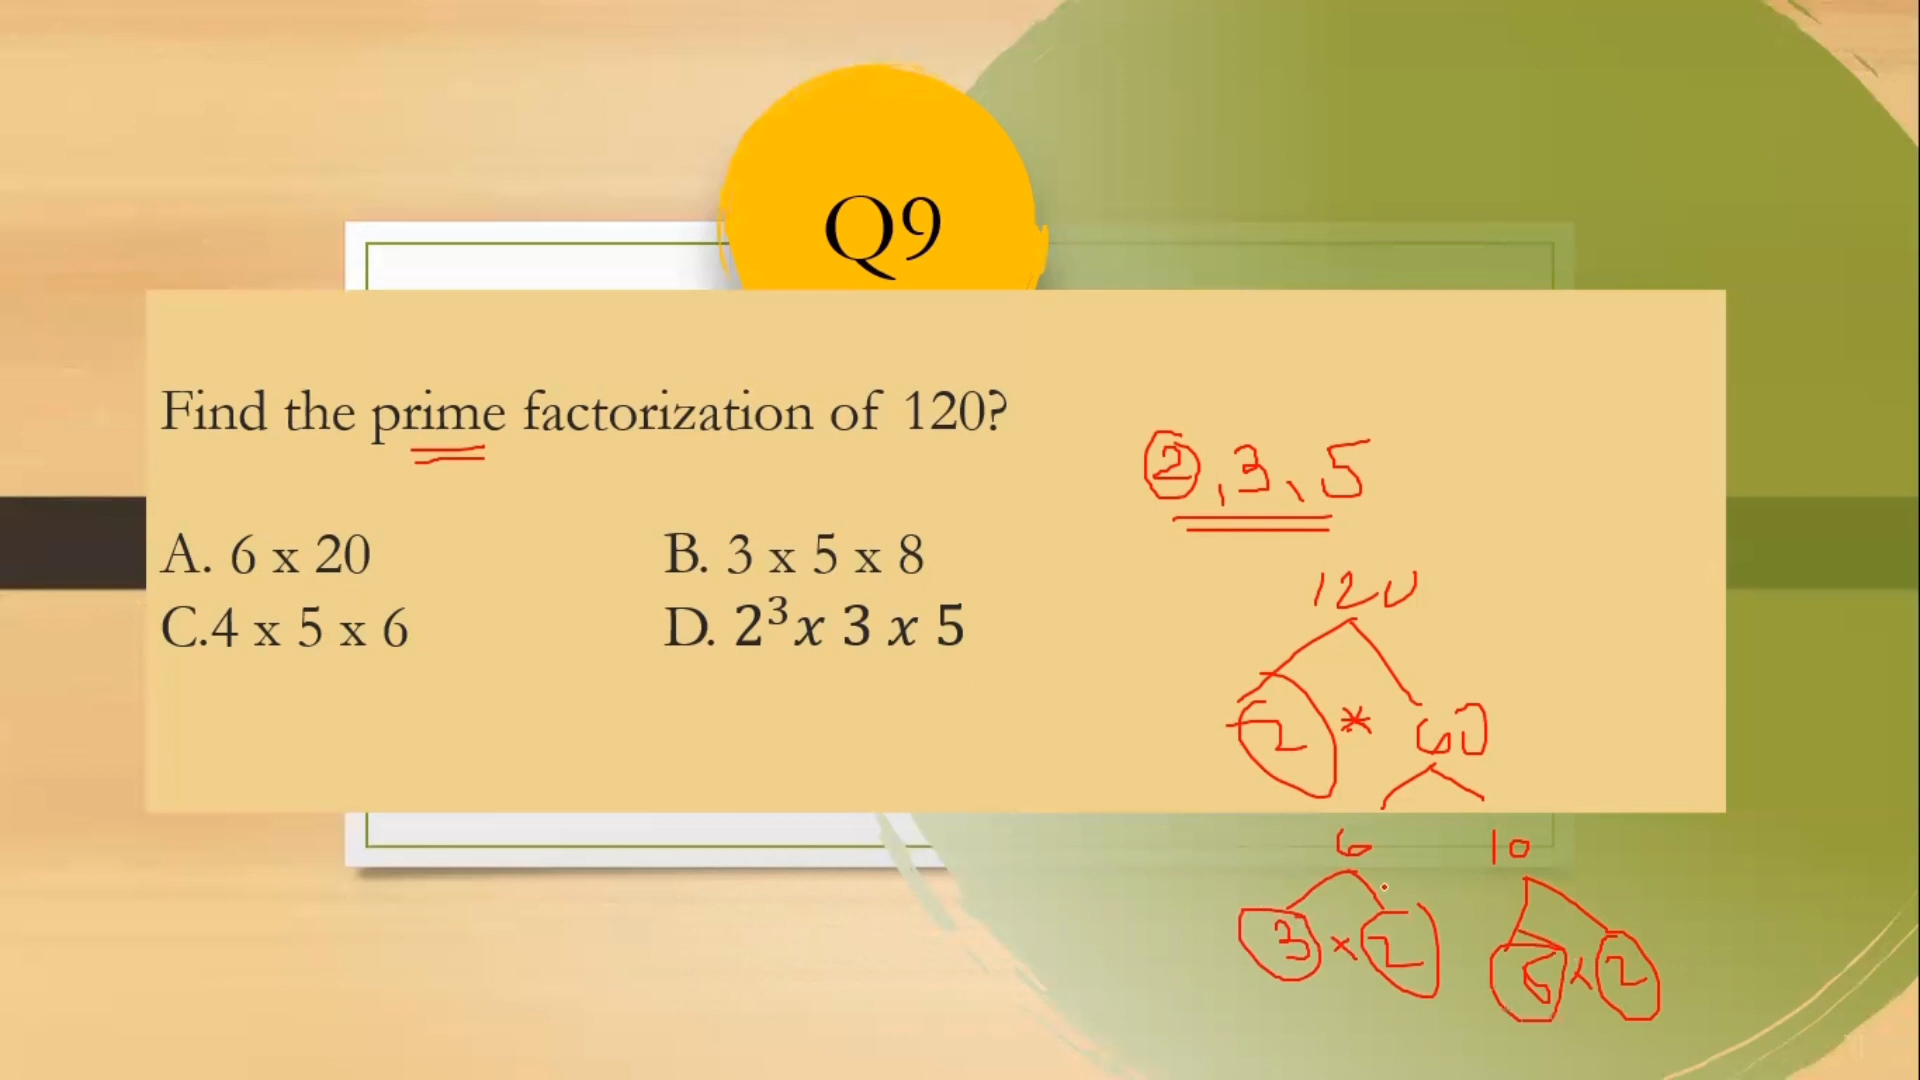 Q9
Find the prime factorization of 120?
2, 3, 5
A. 6 x 20 B. 3 x 5 x 8
C.4 x 5 x 6 D. 2³ x 3 x 5
120
2 * 60
6 10
3 x 2 5 x 2